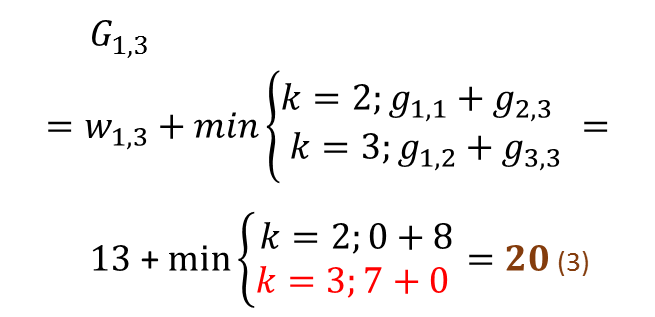 G₁,₃
= w₁,₃ + min { k = 2; g₁,₁ + g₂,₃
k = 3; g₁,₂ + g₃,₃ =
13 + min { k = 2; 0 + 8
k = 3; 7 + 0 = 20 (3)